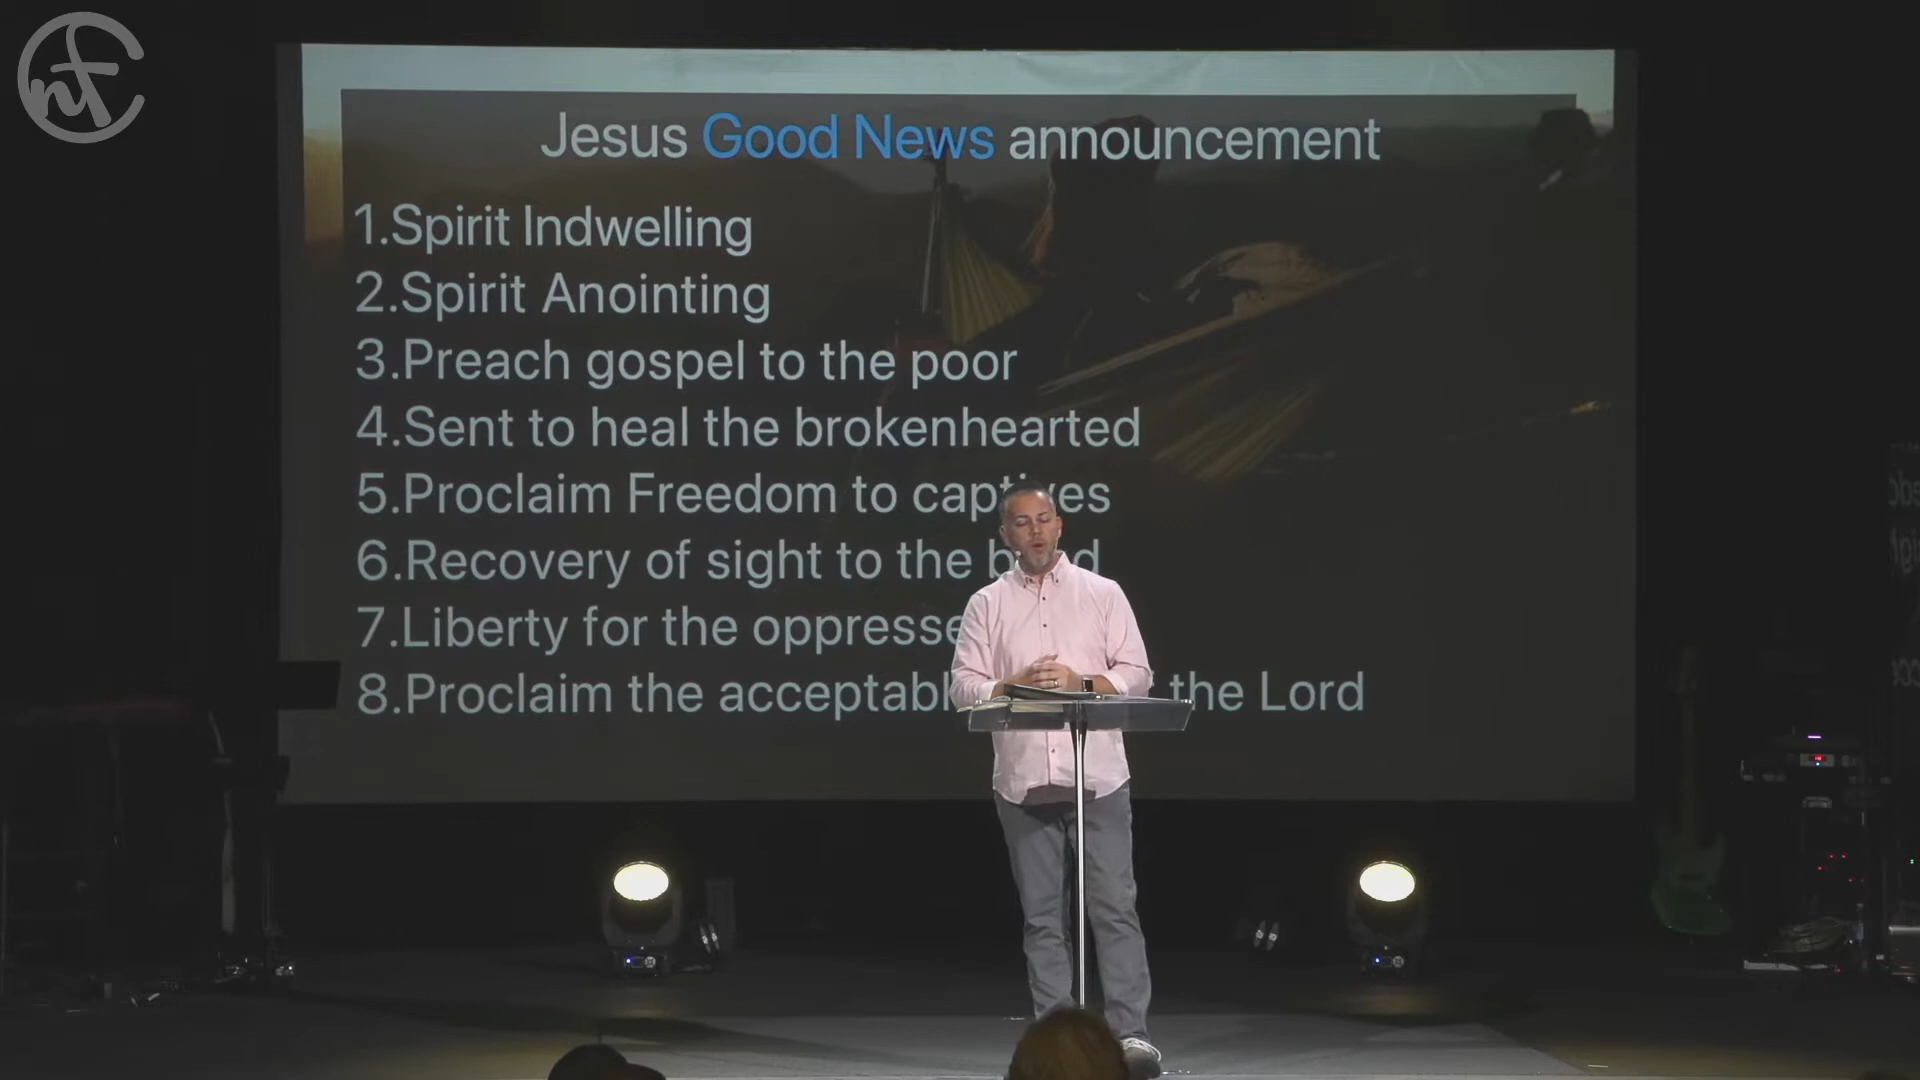 nfc
Jesus Good News announcement
1.Spirit Indwelling
2.Spirit Anointing
3.Preach gospel to the poor
4.Sent to heal the brokenhearted
5.Proclaim Freedom to captives
6.Recovery of sight to the
7.Liberty for the
8.Proclaim the the Lord